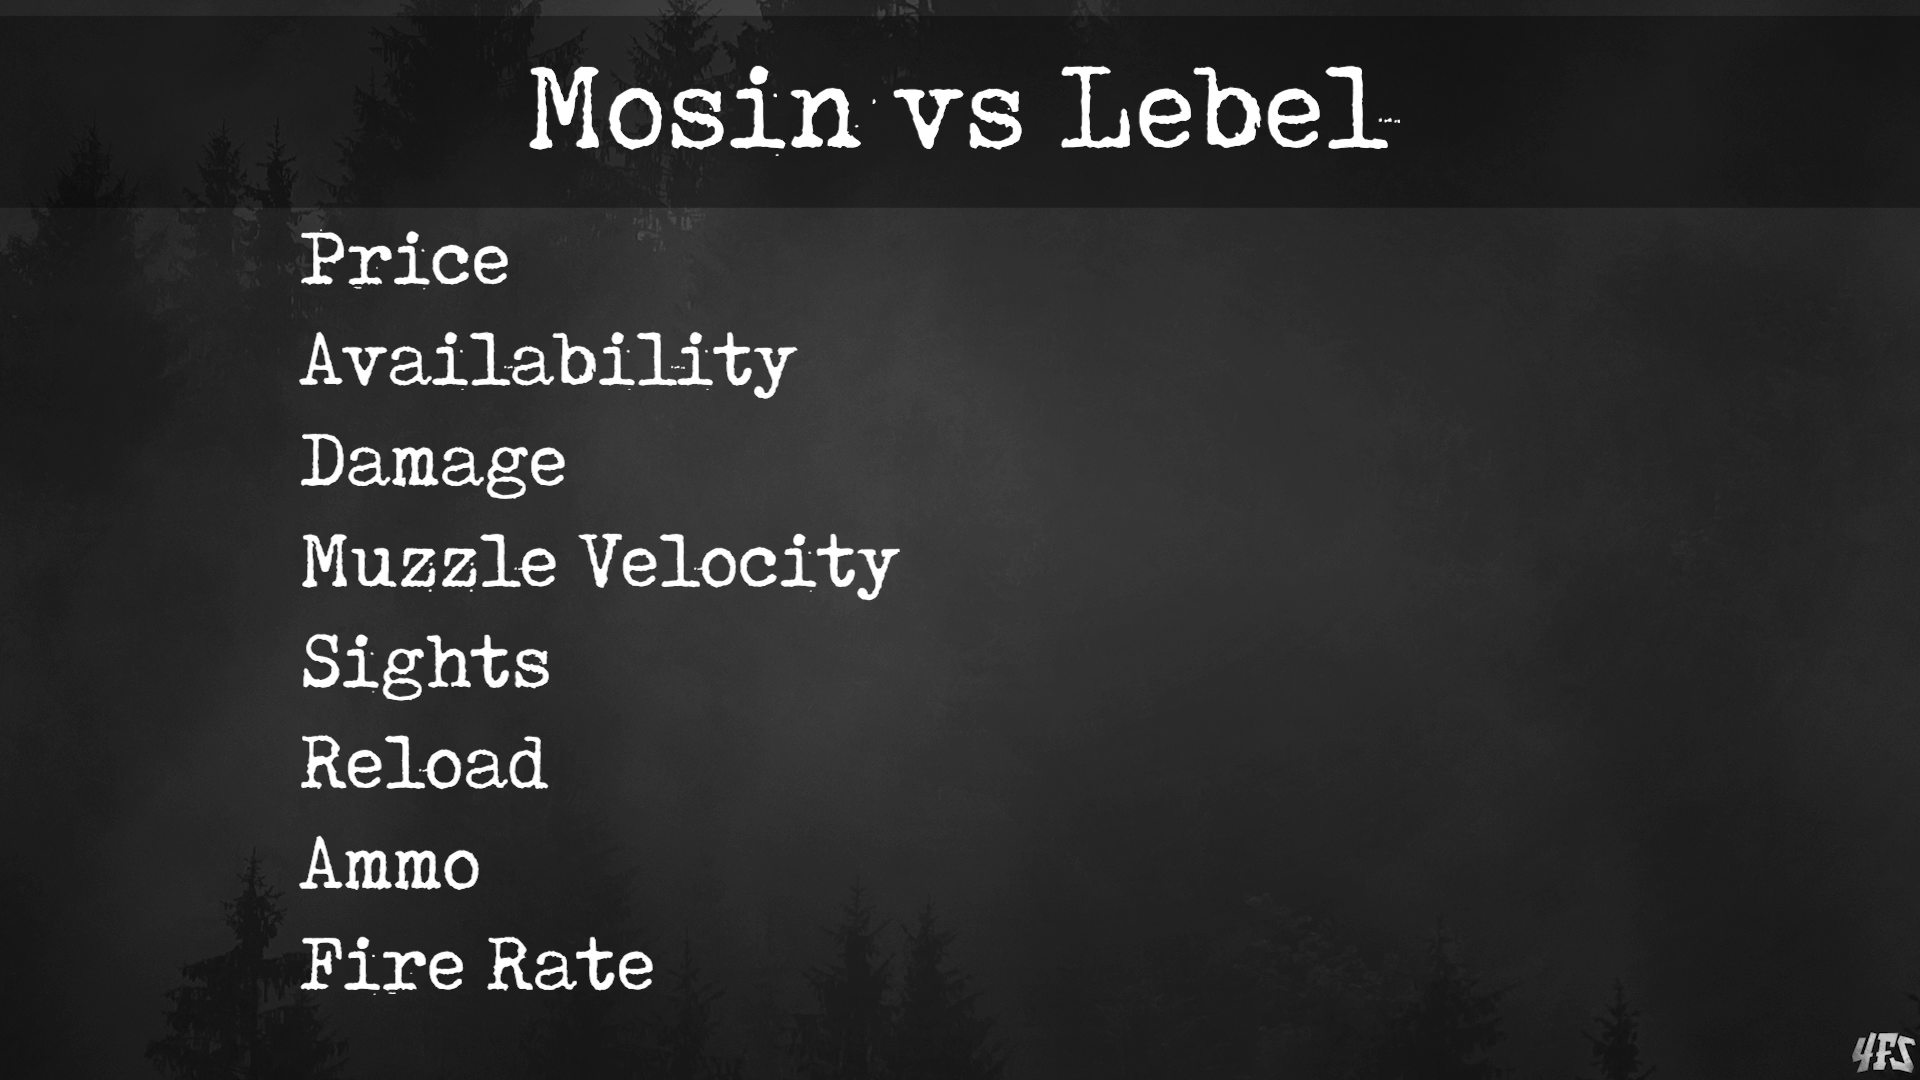 Mosin vs Lebel
Price
Availability
Damage
Muzzle Velocity
Sights
Reload
Ammo
Fire Rate
4FS